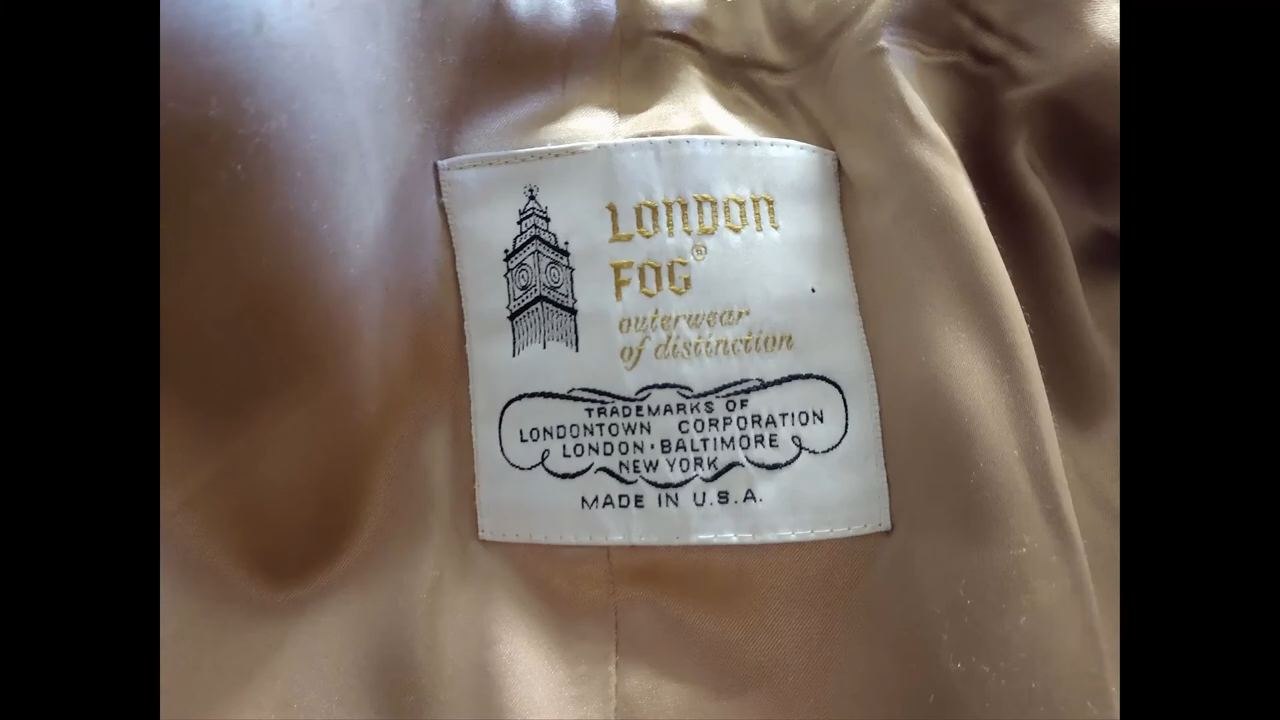 LONDON
FOG®
outerwear
of distinction
TRADEMARKS OF
LONDONTOWN CORPORATION
LONDON • BALTIMORE
NEW YORK
MADE IN U.S.A.